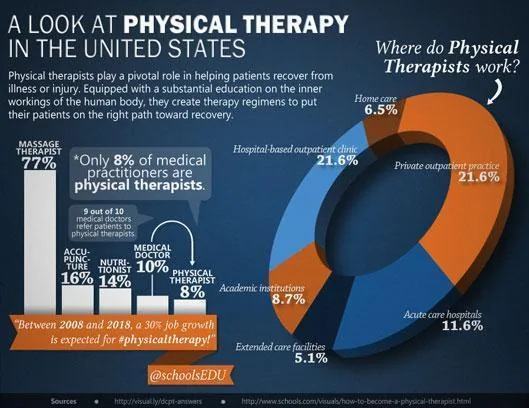 A LOOK AT PHYSICAL THERAPY
IN THE UNITED STATES
Physical therapists play a pivotal role in helping patients recover from
illness or injury. Equipped with a substantial education on the inner
workings of the human body, they create therapy regimens to put
their patients on the right path toward recovery.
Where do Physical
Therapists work?
Home care
6.5%
Hospital-based outpatient clinic
21.6%
Private outpatient practice
21.6%
Academic institutions
8.7%
Acute care hospitals
11.6%
Extended care facilities
5.1%
MASSAGE
THERAPIST
77%
*Only 8% of medical
practitioners are
physical therapists.
9 out of 10
medical doctors
refer patients to
physical therapists
ACCU-
PUNC-
TURE
16%
NUTRI-
TIONIST
14%
MEDICAL
DOCTOR
10%
PHYSICAL
THERAPIST
8%
"Between 2008 and 2018, a 30% job growth
is expected for #physicaltherapy!"
@schoolsEDU
Sources • http://visual.ly/dcpt-answers • http://www.schools.com/visuals/how-to-become-a-physical-therapist.html